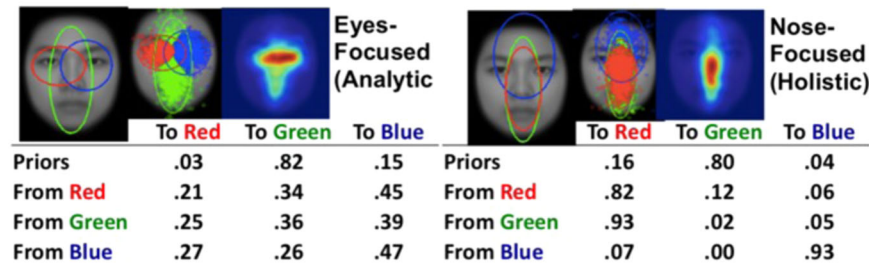 Eyes-
Focused
(Analytic
To Red To Green To Blue
Priors .03 .82 .15
From Red .21 .34 .45
From Green .25 .36 .39
From Blue .27 .26 .47
Nose-
Focused
(Holistic)
To Red To Green To Blue
Priors .16 .80 .04
From Red .82 .12 .06
From Green .93 .02 .05
From Blue .07 .00 .93